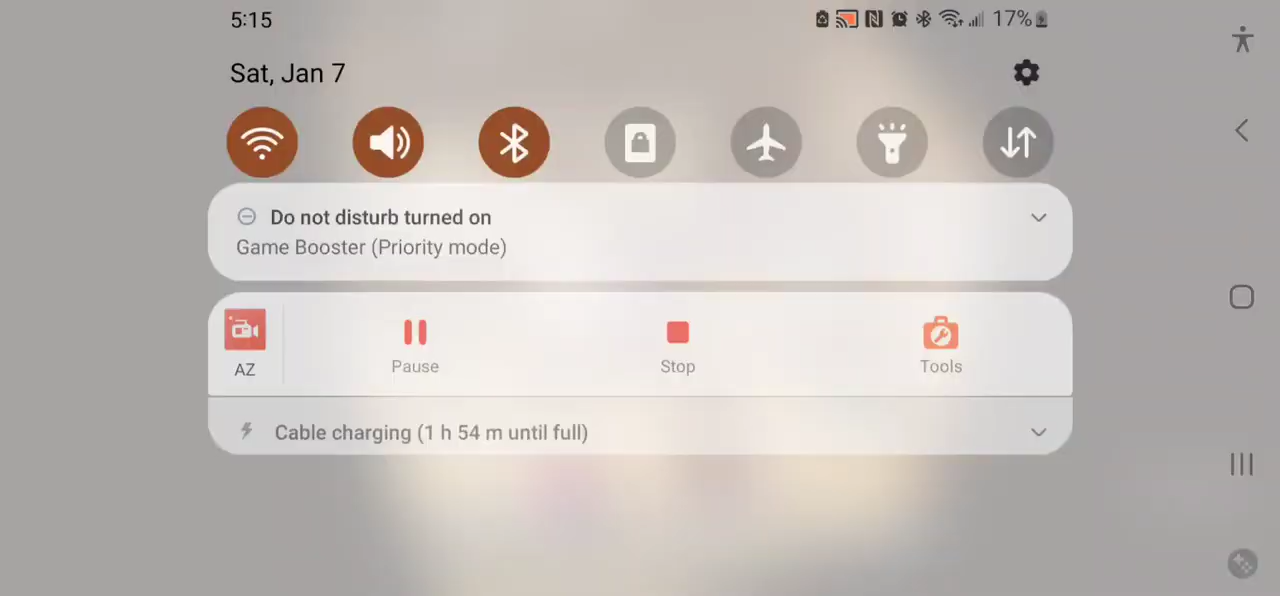 5:15
17%
Sat, Jan 7
Do not disturb turned on
Game Booster (Priority mode)
AZ
Pause
Stop
Tools
Cable charging (1 h 54 m until full)